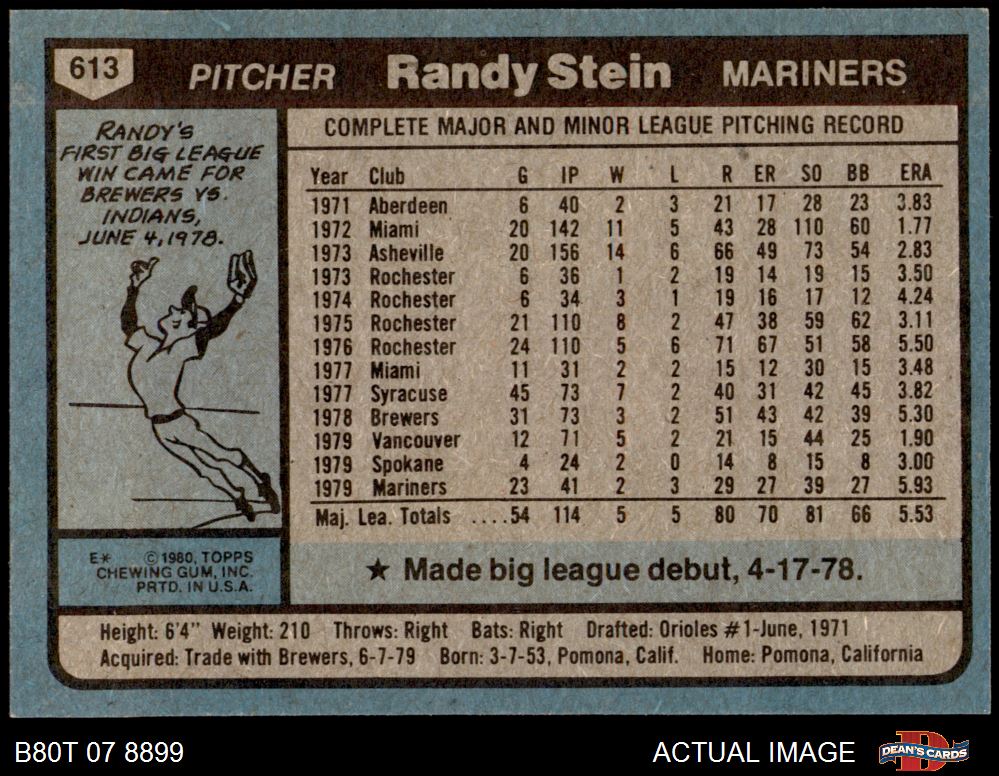 613 PITCHER Randy Stein MARINERS
RANDY'S
FIRST BIG LEAGUE
WIN CAME FOR
BREWERS VS.
INDIANS,
JUNE 4, 1978.
COMPLETE MAJOR AND MINOR LEAGUE PITCHING RECORD
Year Club G IP W L R ER SO BB ERA
1971 Aberdeen 6 40 2 3 21 17 28 23 3.83
1972 Miami 20 142 11 5 43 28 110 60 1.77
1973 Asheville 20 156 14 6 66 49 73 54 2.83
1973 Rochester 6 36 1 2 19 14 19 15 3.50
1974 Rochester 6 34 3 1 19 16 17 12 4.24
1975 Rochester 21 110 8 2 47 38 59 62 3.11
1976 Rochester 24 110 5 6 71 67 51 58 5.50
1977 Miami 11 31 2 2 15 12 30 15 3.48
1977 Syracuse 45 73 7 2 40 31 42 45 3.82
1978 Brewers 31 73 3 2 51 43 42 39 5.30
1979 Vancouver 12 71 5 2 21 15 44 25 1.90
1979 Spokane 4 24 2 0 14 8 15 8 3.00
1979 Mariners 23 41 2 3 29 27 39 27 5.93
Maj. Lea. Totals ....54 114 5 5 80 70 81 66 5.53
E* ©1980, TOPPS
CHEWING GUM, INC.
PRTD. IN U.S.A.
★ Made big league debut, 4-17-78.
Height: 6'4" Weight: 210 Throws: Right Bats: Right Drafted: Orioles #1-June, 1971
Acquired: Trade with Brewers, 6-7-79 Born: 3-7-53, Pomona, Calif. Home: Pomona, California
B80T 07 8899 ACTUAL IMAGE DEAN'S CARDS